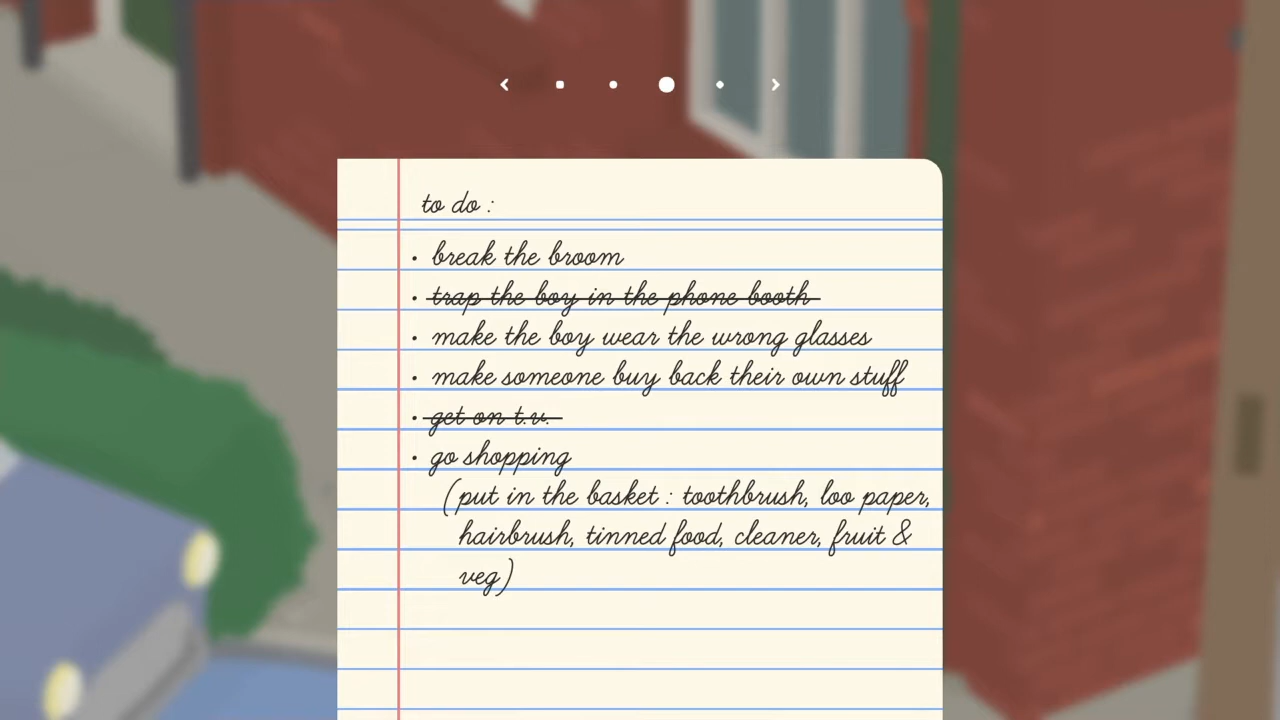 to do :
• break the broom
• trap the boy in the phone booth
• make the boy wear the wrong glasses
• make someone buy back their own stuff
• get on t.v.
• go shopping
(put in the basket : toothbrush, loo paper,
hairbrush, tinned food, cleaner, fruit &
veg)